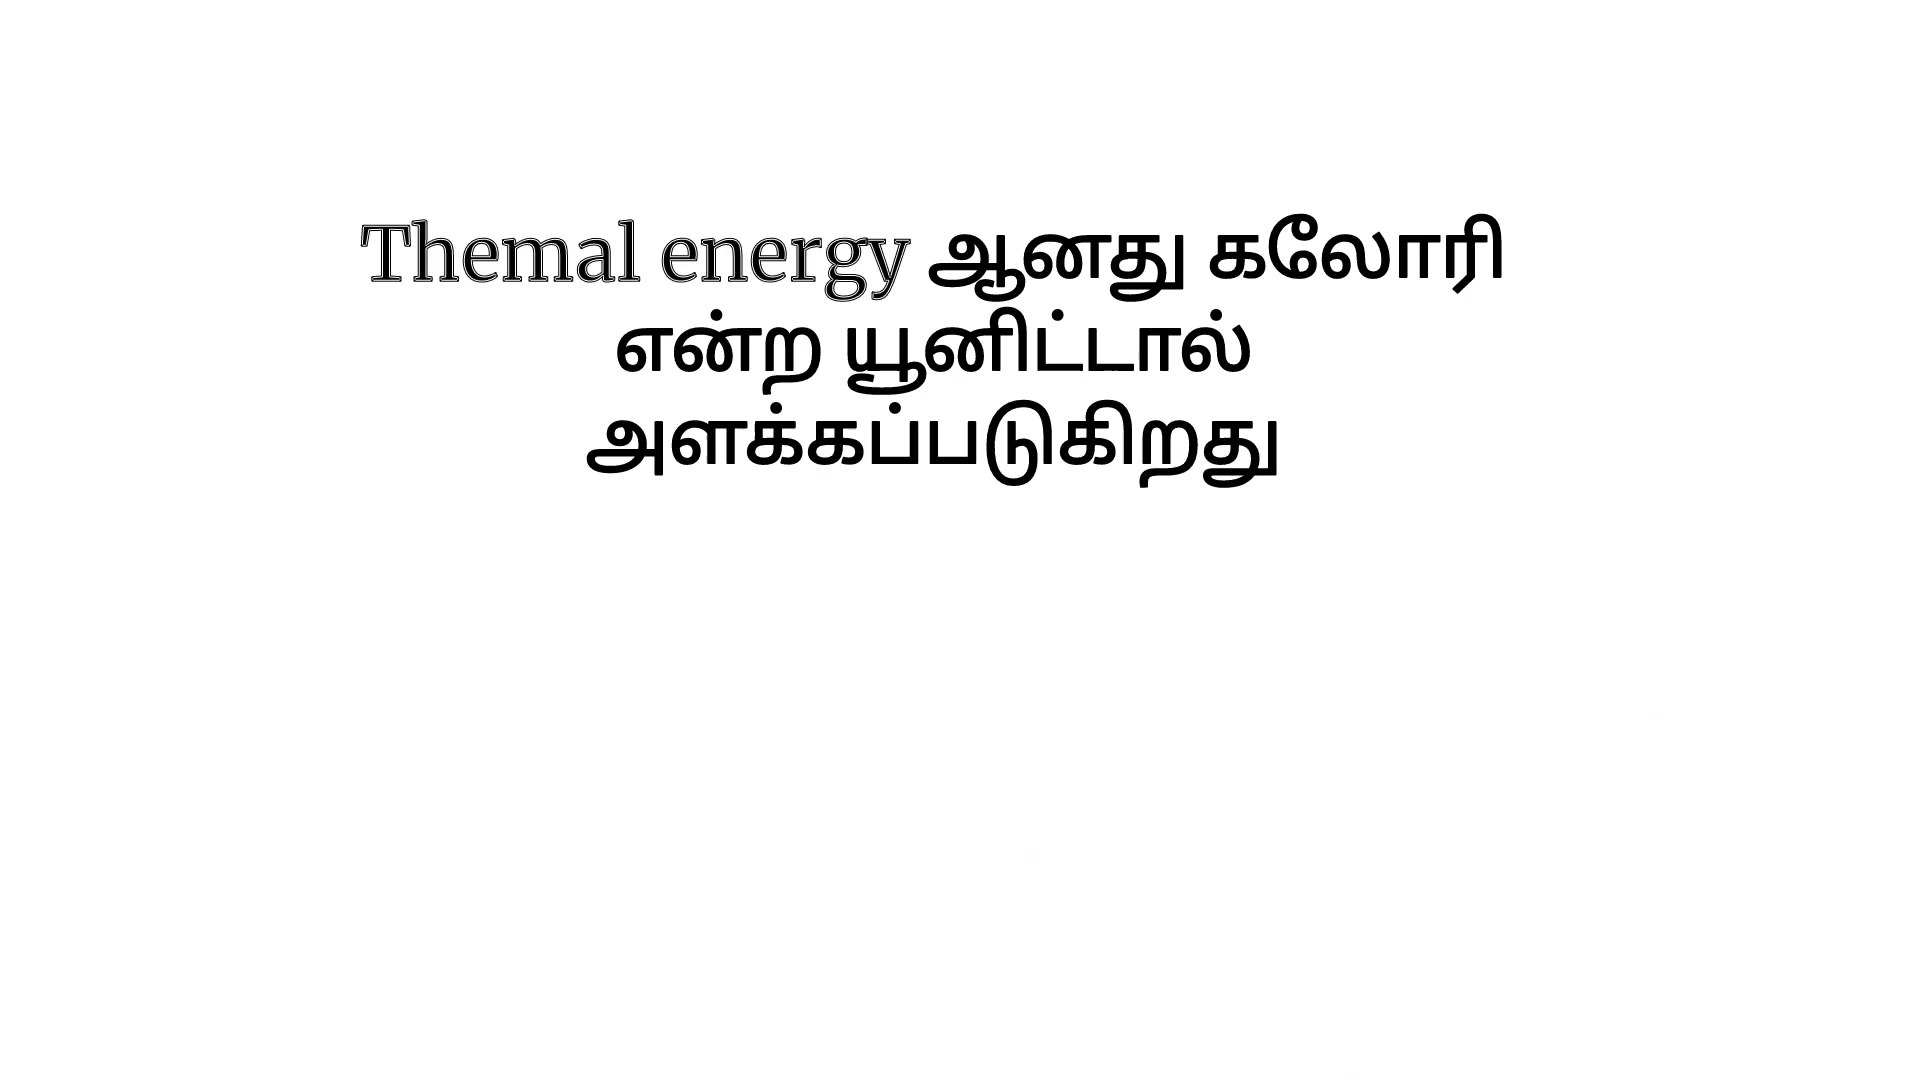 Themal energy ஆனது கலோரி
என்ற யூனிட்டால்
அளக்கப்படுகிறது